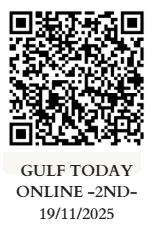 GULF TODAY
ONLINE -2ND-
19/11/2025